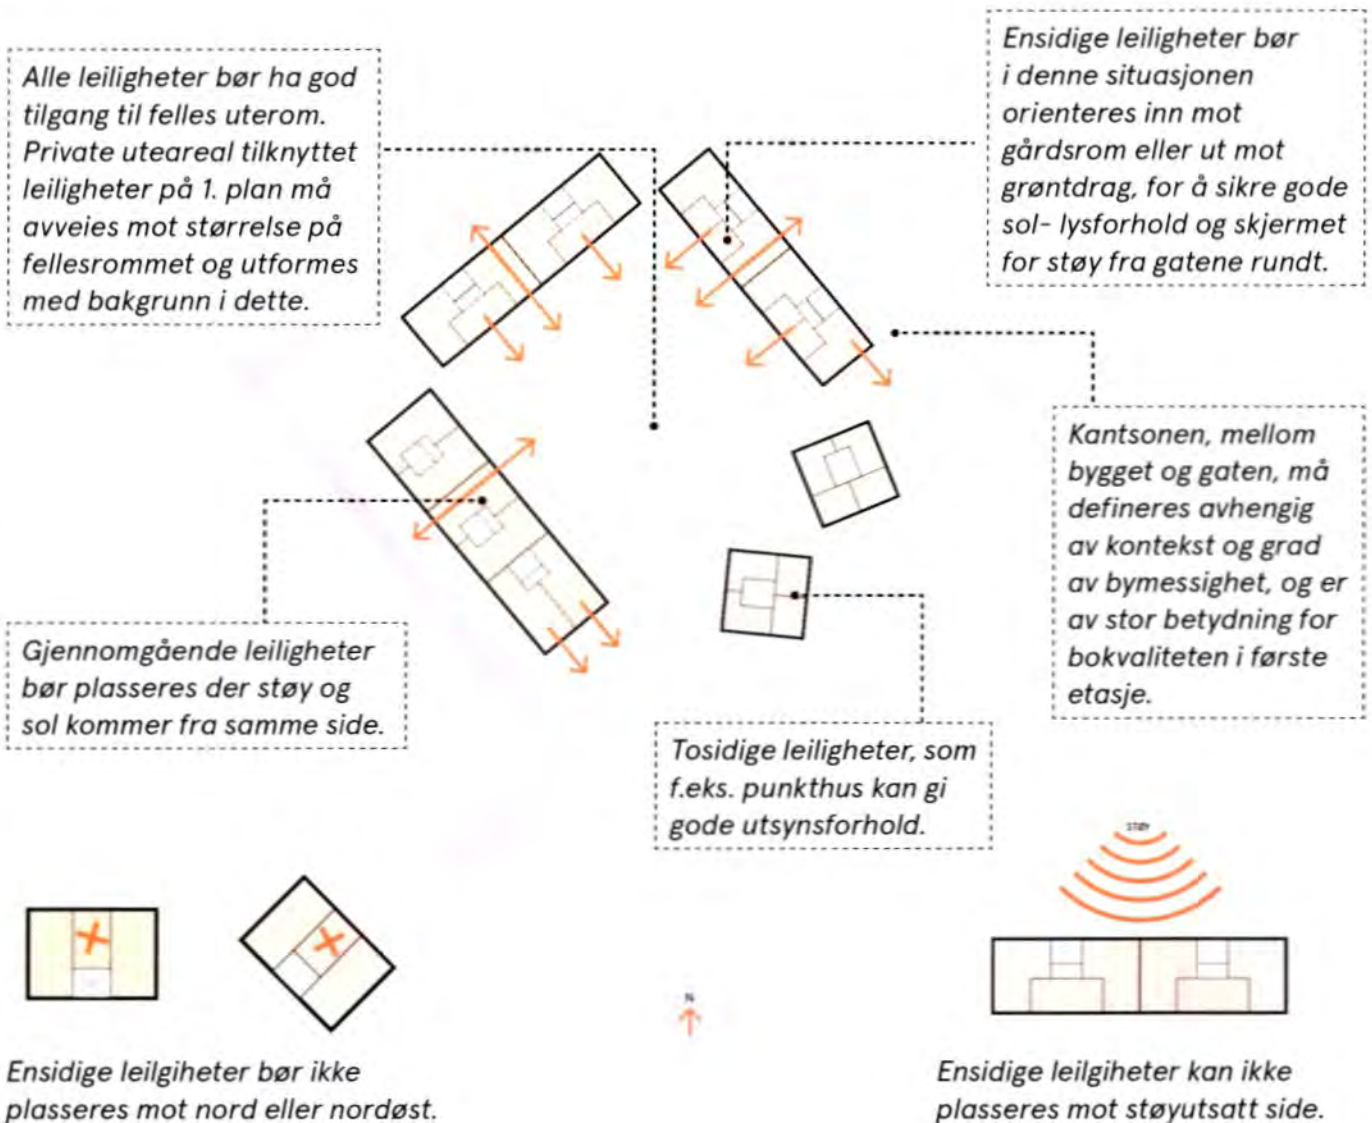 Alle leiligheter bør ha god
tilgang til felles uterom.
Private uteareal tilknyttet
leiligheter på 1. plan må
avveies mot størrelse på
fellesrommet og utformes
med bakgrunn i dette.
Ensidige leiligheter bør
i denne situasjonen
orienteres inn mot
gårdsrom eller ut mot
grøntdrag, for å sikre gode
sol- lysforhold og skjermet
for støy fra gatene rundt.
Kantsonen, mellom
bygget og gaten, må
defineres avhengig
av kontekst og grad
av bymessighet, og er
av stor betydning for
bokvaliteten i første
etasje.
Gjennomgående leiligheter
bør plasseres der støy og
sol kommer fra samme side.
Tosidige leiligheter, som
f.eks. punkthus kan gi
gode utsynsforhold.
STØY
N
Ensidige leilgiheter bør ikke
plasseres mot nord eller nordøst.
Ensidige leilgiheter kan ikke
plasseres mot støyutsatt side.